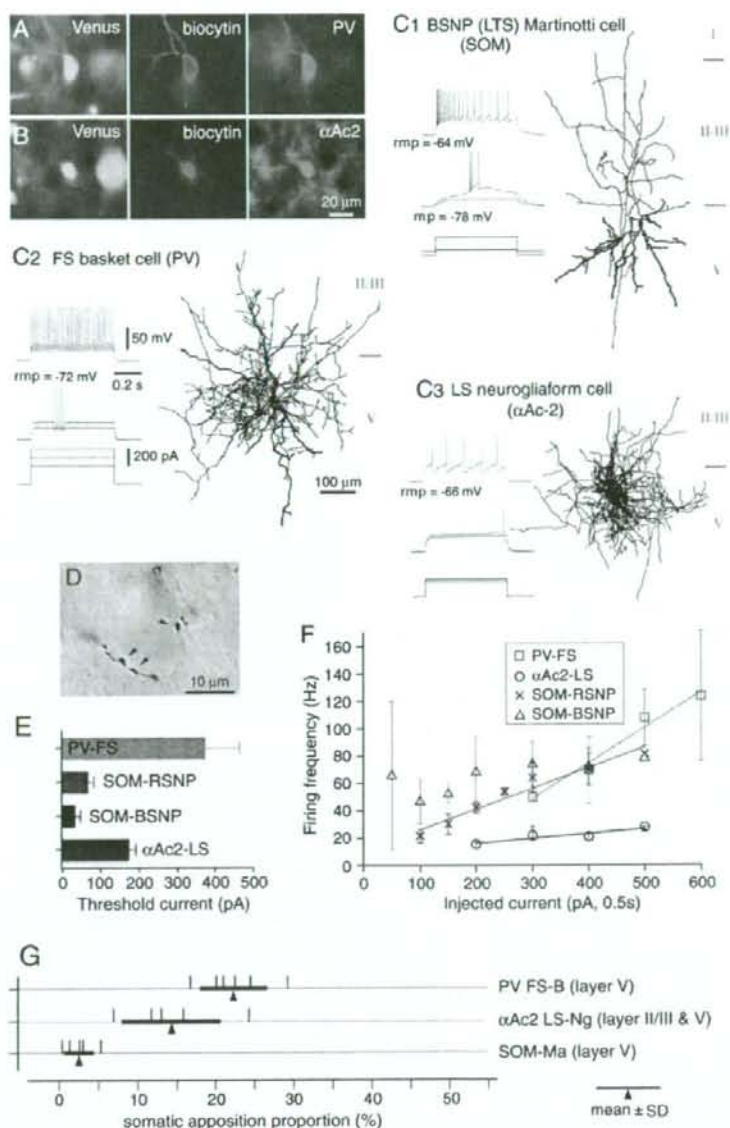 A
Venus
biocytin
PV
B
Venus
biocytin
αAc2
20 µm
C1 BSNP (LTS) Martinotti cell
(SOM)
I
rmp = -64 mV
II·III
rmp = -78 mV
V
C2 FS basket cell (PV)
II·III
50 mV
rmp = -72 mV
0.2 s
V
200 pA
100 µm
C3 LS neurogliaform cell
(αAc-2)
II·III
rmp = -66 mV
V
D
10 µm
E
PV-FS
SOM-RSNP
SOM-BSNP
αAc2-LS
0 100 200 300 400 500
Threshold current (pA)
F
160
140
120
100
80
60
40
20
0
Firing frequency (Hz)
PV-FS
αAc2-LS
SOM-RSNP
SOM-BSNP
0 100 200 300 400 500 600
Injected current (pA, 0.5s)
G
PV FS-B (layer V)
αAc2 LS-Ng (layer II/III & V)
SOM-Ma (layer V)
0 10 20 30 40 50
somatic apposition proportion (%)
mean ± SD